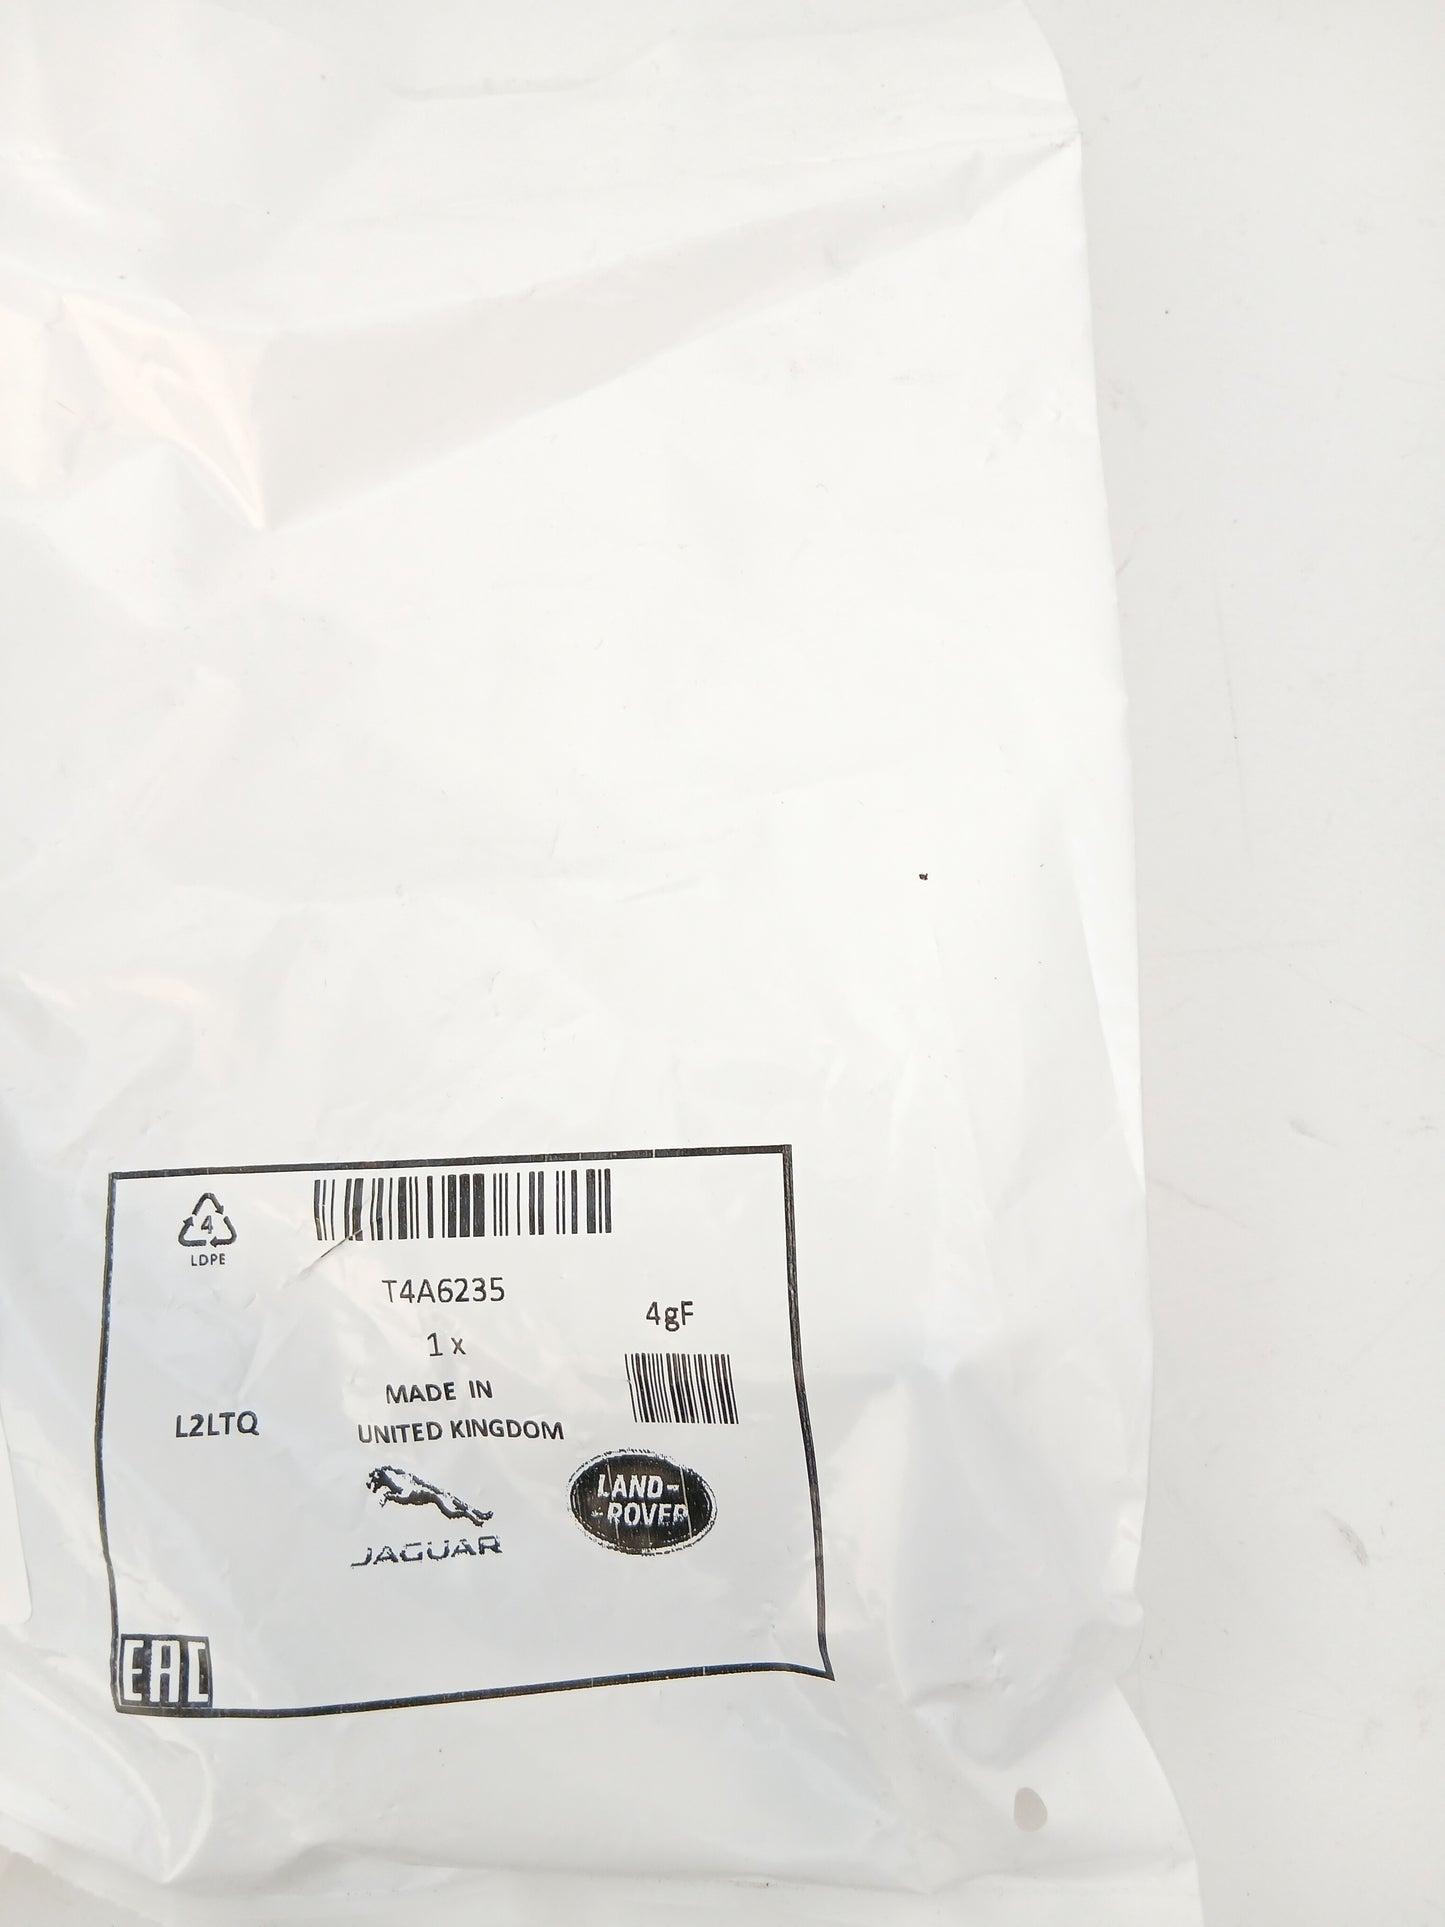 4
LDPE
T4A6235
1 x
4gF
MADE IN
UNITED KINGDOM
L2LTQ
JAGUAR
LAND-
-ROVER
EAC